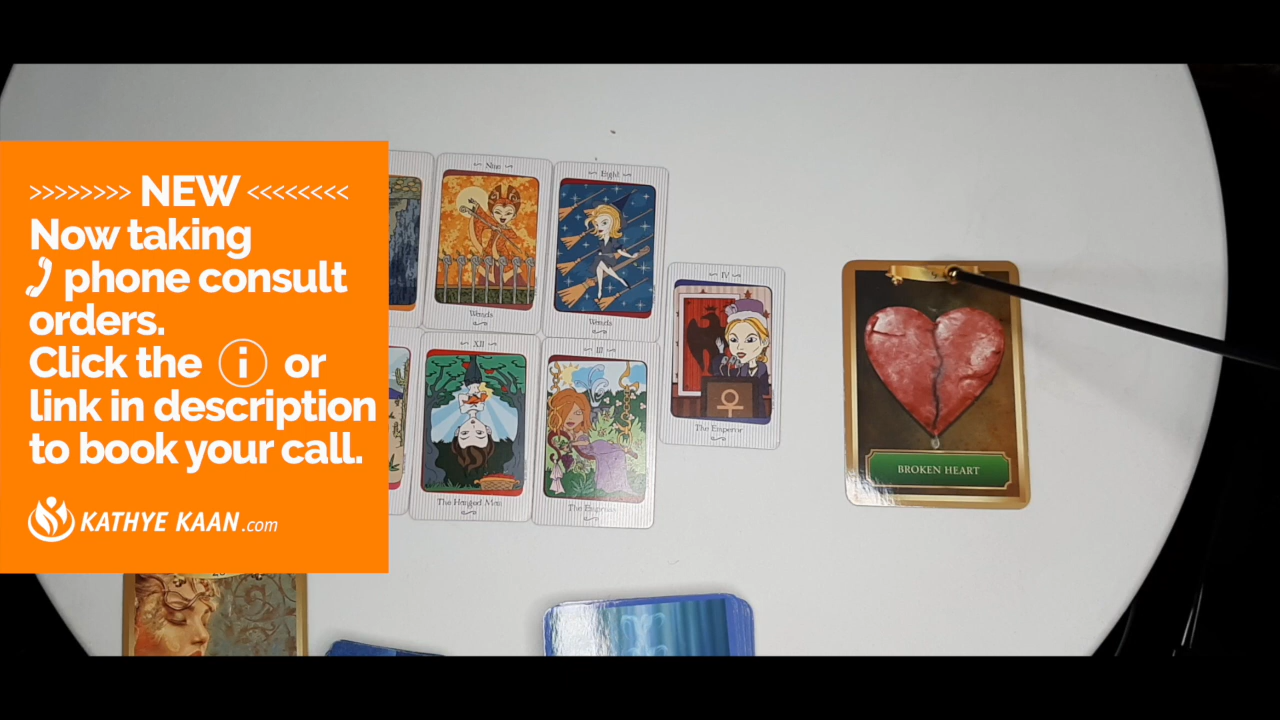 >>>>>>>> NEW <<<<<<<<
Now taking
phone consult
orders.
Click the i or
link in description
to book your call.
KATHYE KAAN.com
Nine
Wands
Eight
Wands
IV
The Emperor
XII
The Hanged Man
III
The Empress
BROKEN HEART